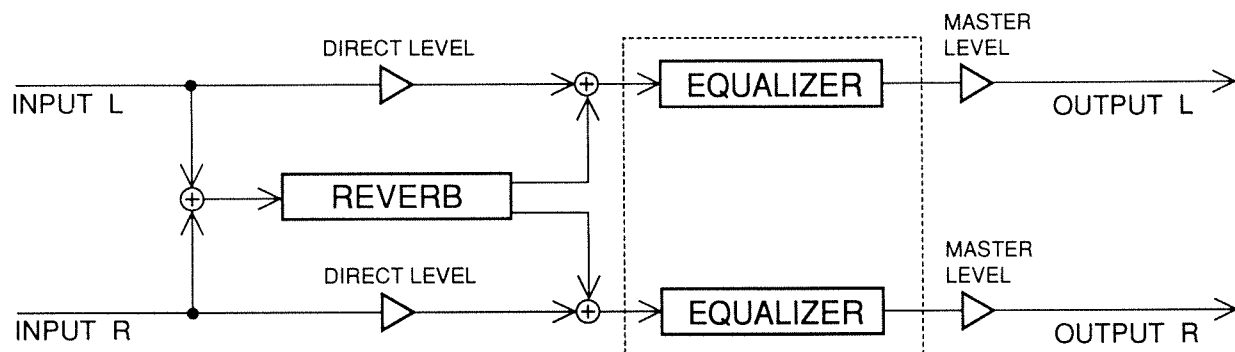 MASTER
LEVEL
DIRECT LEVEL
EQUALIZER
INPUT L
OUTPUT L
+
+
REVERB
DIRECT LEVEL
MASTER
LEVEL
+
EQUALIZER
INPUT R
OUTPUT R